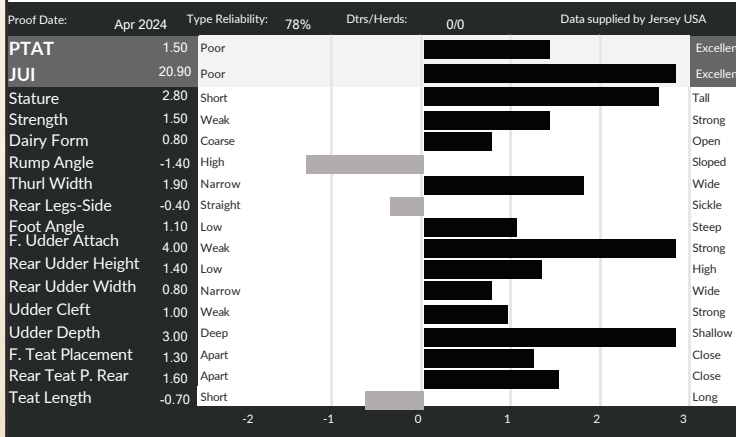 Proof Date: Apr 2024 Type Reliability: 78% Dtrs/Herds: 0/0 Data supplied by Jersey USA
PTAT 1.50 Poor Excellen
JUI 20.90 Poor Excellen
Stature 2.80 Short Tall
Strength 1.50 Weak Strong
Dairy Form 0.80 Coarse Open
Rump Angle -1.40 High Sloped
Thurl Width 1.90 Narrow Wide
Rear Legs-Side -0.40 Straight Sickle
Foot Angle 1.10 Low Steep
F. Udder Attach 4.00 Weak Strong
Rear Udder Height 1.40 Low High
Rear Udder Width 0.80 Narrow Wide
Udder Cleft 1.00 Weak Strong
Udder Depth 3.00 Deep Shallow
F. Teat Placement 1.30 Apart Close
Rear Teat P. Rear 1.60 Apart Close
Teat Length -0.70 Short Long
-2 -1 0 1 2 3